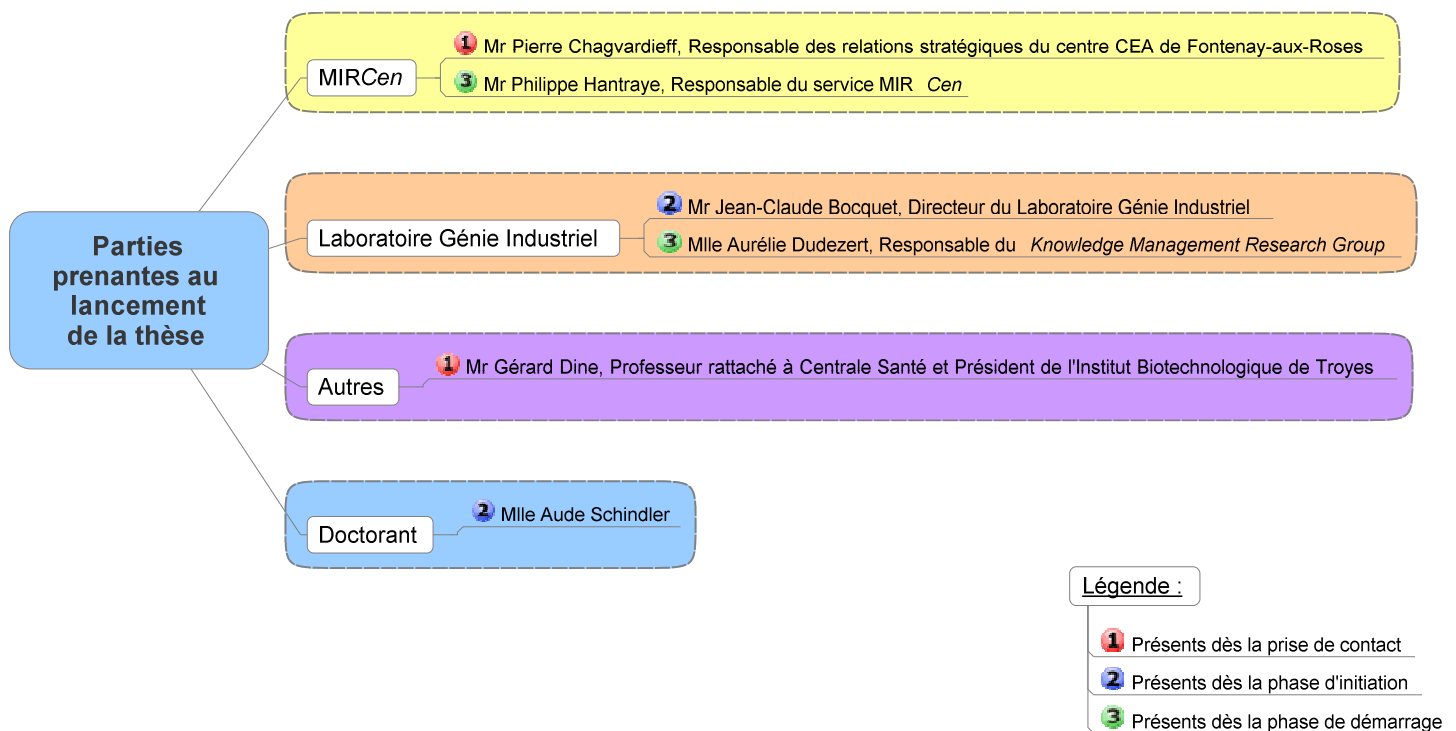 Parties
prenantes au
lancement
de la thèse
MIRCen
1 Mr Pierre Chagvardieff, Responsable des relations stratégiques du centre CEA de Fontenay-aux-Roses
3 Mr Philippe Hantraye, Responsable du service MIR Cen
Laboratoire Génie Industriel
2 Mr Jean-Claude Bocquet, Directeur du Laboratoire Génie Industriel
3 Mlle Aurélie Dudezert, Responsable du Knowledge Management Research Group
Autres
1 Mr Gérard Dine, Professeur rattaché à Centrale Santé et Président de l'Institut Biotechnologique de Troyes
Doctorant
2 Mlle Aude Schindler
Légende :
1 Présents dès la prise de contact
2 Présents dès la phase d'initiation
3 Présents dès la phase de démarrage